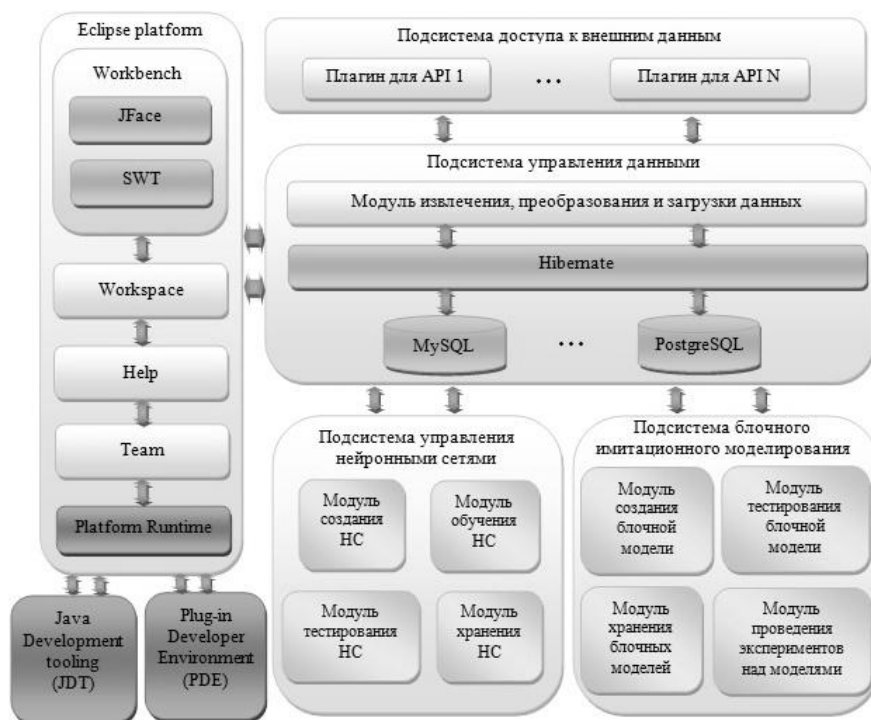 Eclipse platform
Workbench
JFace
SWT
Workspace
Help
Team
Platform Runtime
Java
Development
tooling
(JDT)
Plug-in
Developer
Environment
(PDE)
Подсистема доступа к внешним данным
Плагин для API 1
...
Плагин для API N
Подсистема управления данными
Модуль извлечения, преобразования и загрузки данных
Hibernate
MySQL
...
PostgreSQL
Подсистема управления
нейронными сетями
Модуль
создания
НС
Модуль
обучения
НС
Модуль
тестирования
НС
Модуль
хранения
НС
Подсистема блочного
имитационного моделирования
Модуль
создания
блочной
модели
Модуль
тестирования
блочной
модели
Модуль
хранения
блочных
моделей
Модуль
проведения
экспериментов
над моделями